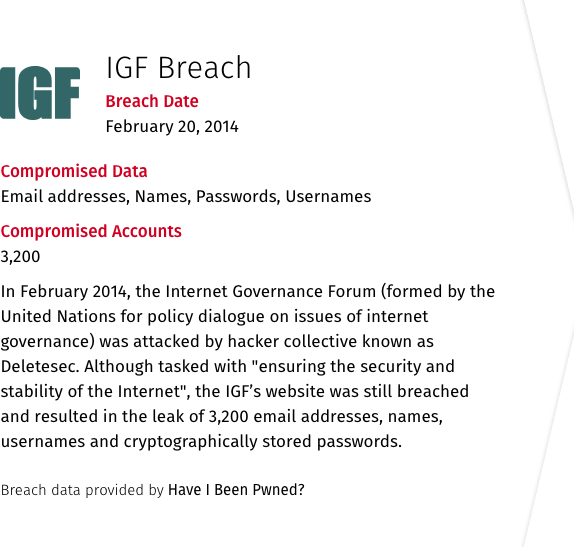 IGF
IGF Breach
Breach Date
February 20, 2014
Compromised Data
Email addresses, Names, Passwords, Usernames
Compromised Accounts
3,200
In February 2014, the Internet Governance Forum (formed by the
United Nations for policy dialogue on issues of internet
governance) was attacked by hacker collective known as
Deletesec. Although tasked with "ensuring the security and
stability of the Internet", the IGF’s website was still breached
and resulted in the leak of 3,200 email addresses, names,
usernames and cryptographically stored passwords.
Breach data provided by Have I Been Pwned?